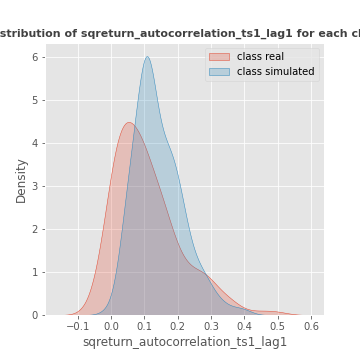 stribution of sqreturn_autocorrelation_ts1_lag1 for each cl
class real
class simulated
Density
6
5
4
3
2
1
0
−0.1 0.0 0.1 0.2 0.3 0.4 0.5 0.6
sqreturn_autocorrelation_ts1_lag1